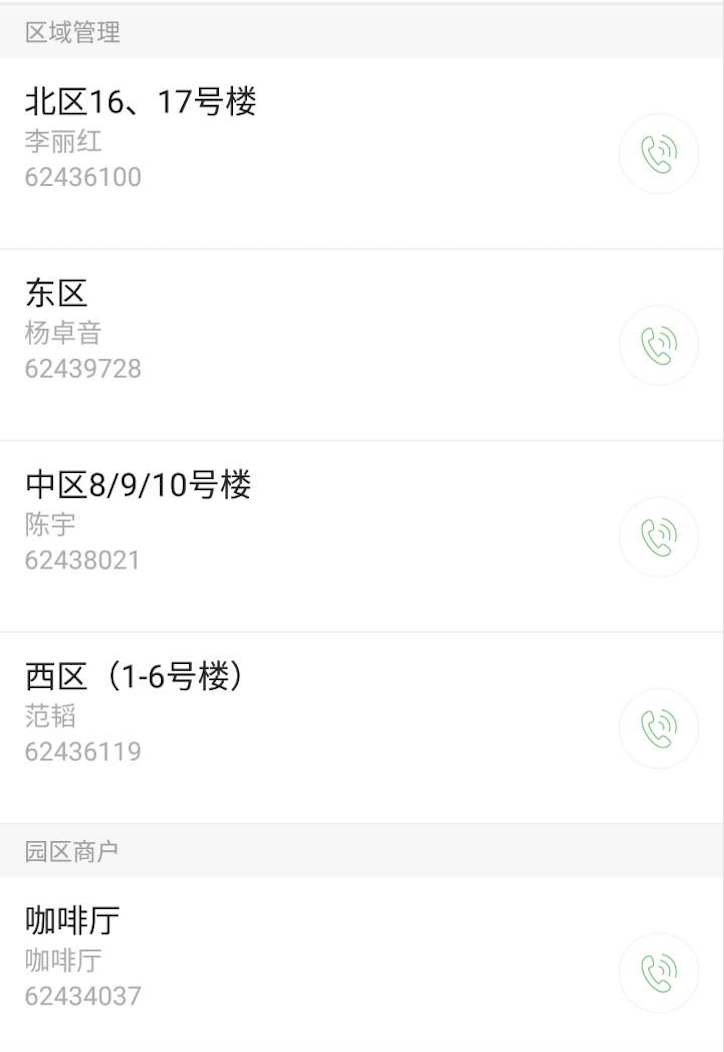 区域管理
北区16、17号楼
李丽红
62436100
东区
杨卓音
62439728
中区8/9/10号楼
陈宇
62438021
西区（1-6号楼）
范韬
62436119
园区商户
咖啡厅
咖啡厅
62434037